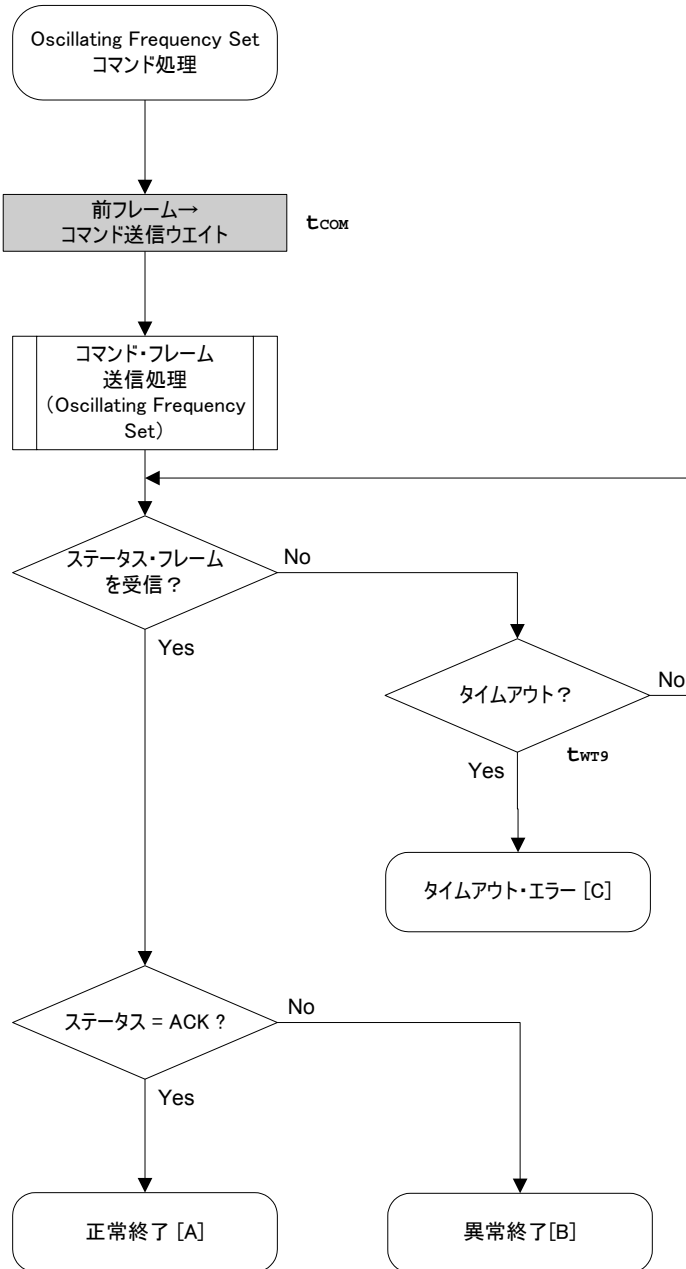 Oscillating Frequency Set
コマンド処理
前フレーム→
コマンド送信ウエイト
tCOM
コマンド・フレーム
送信処理
（Oscillating Frequency
Set）
ステータス・フレーム
を受信？
No
Yes
タイムアウト？
No
tWT9
Yes
タイムアウト・エラー [C]
ステータス = ACK ?
No
Yes
正常終了 [A]
異常終了[B]